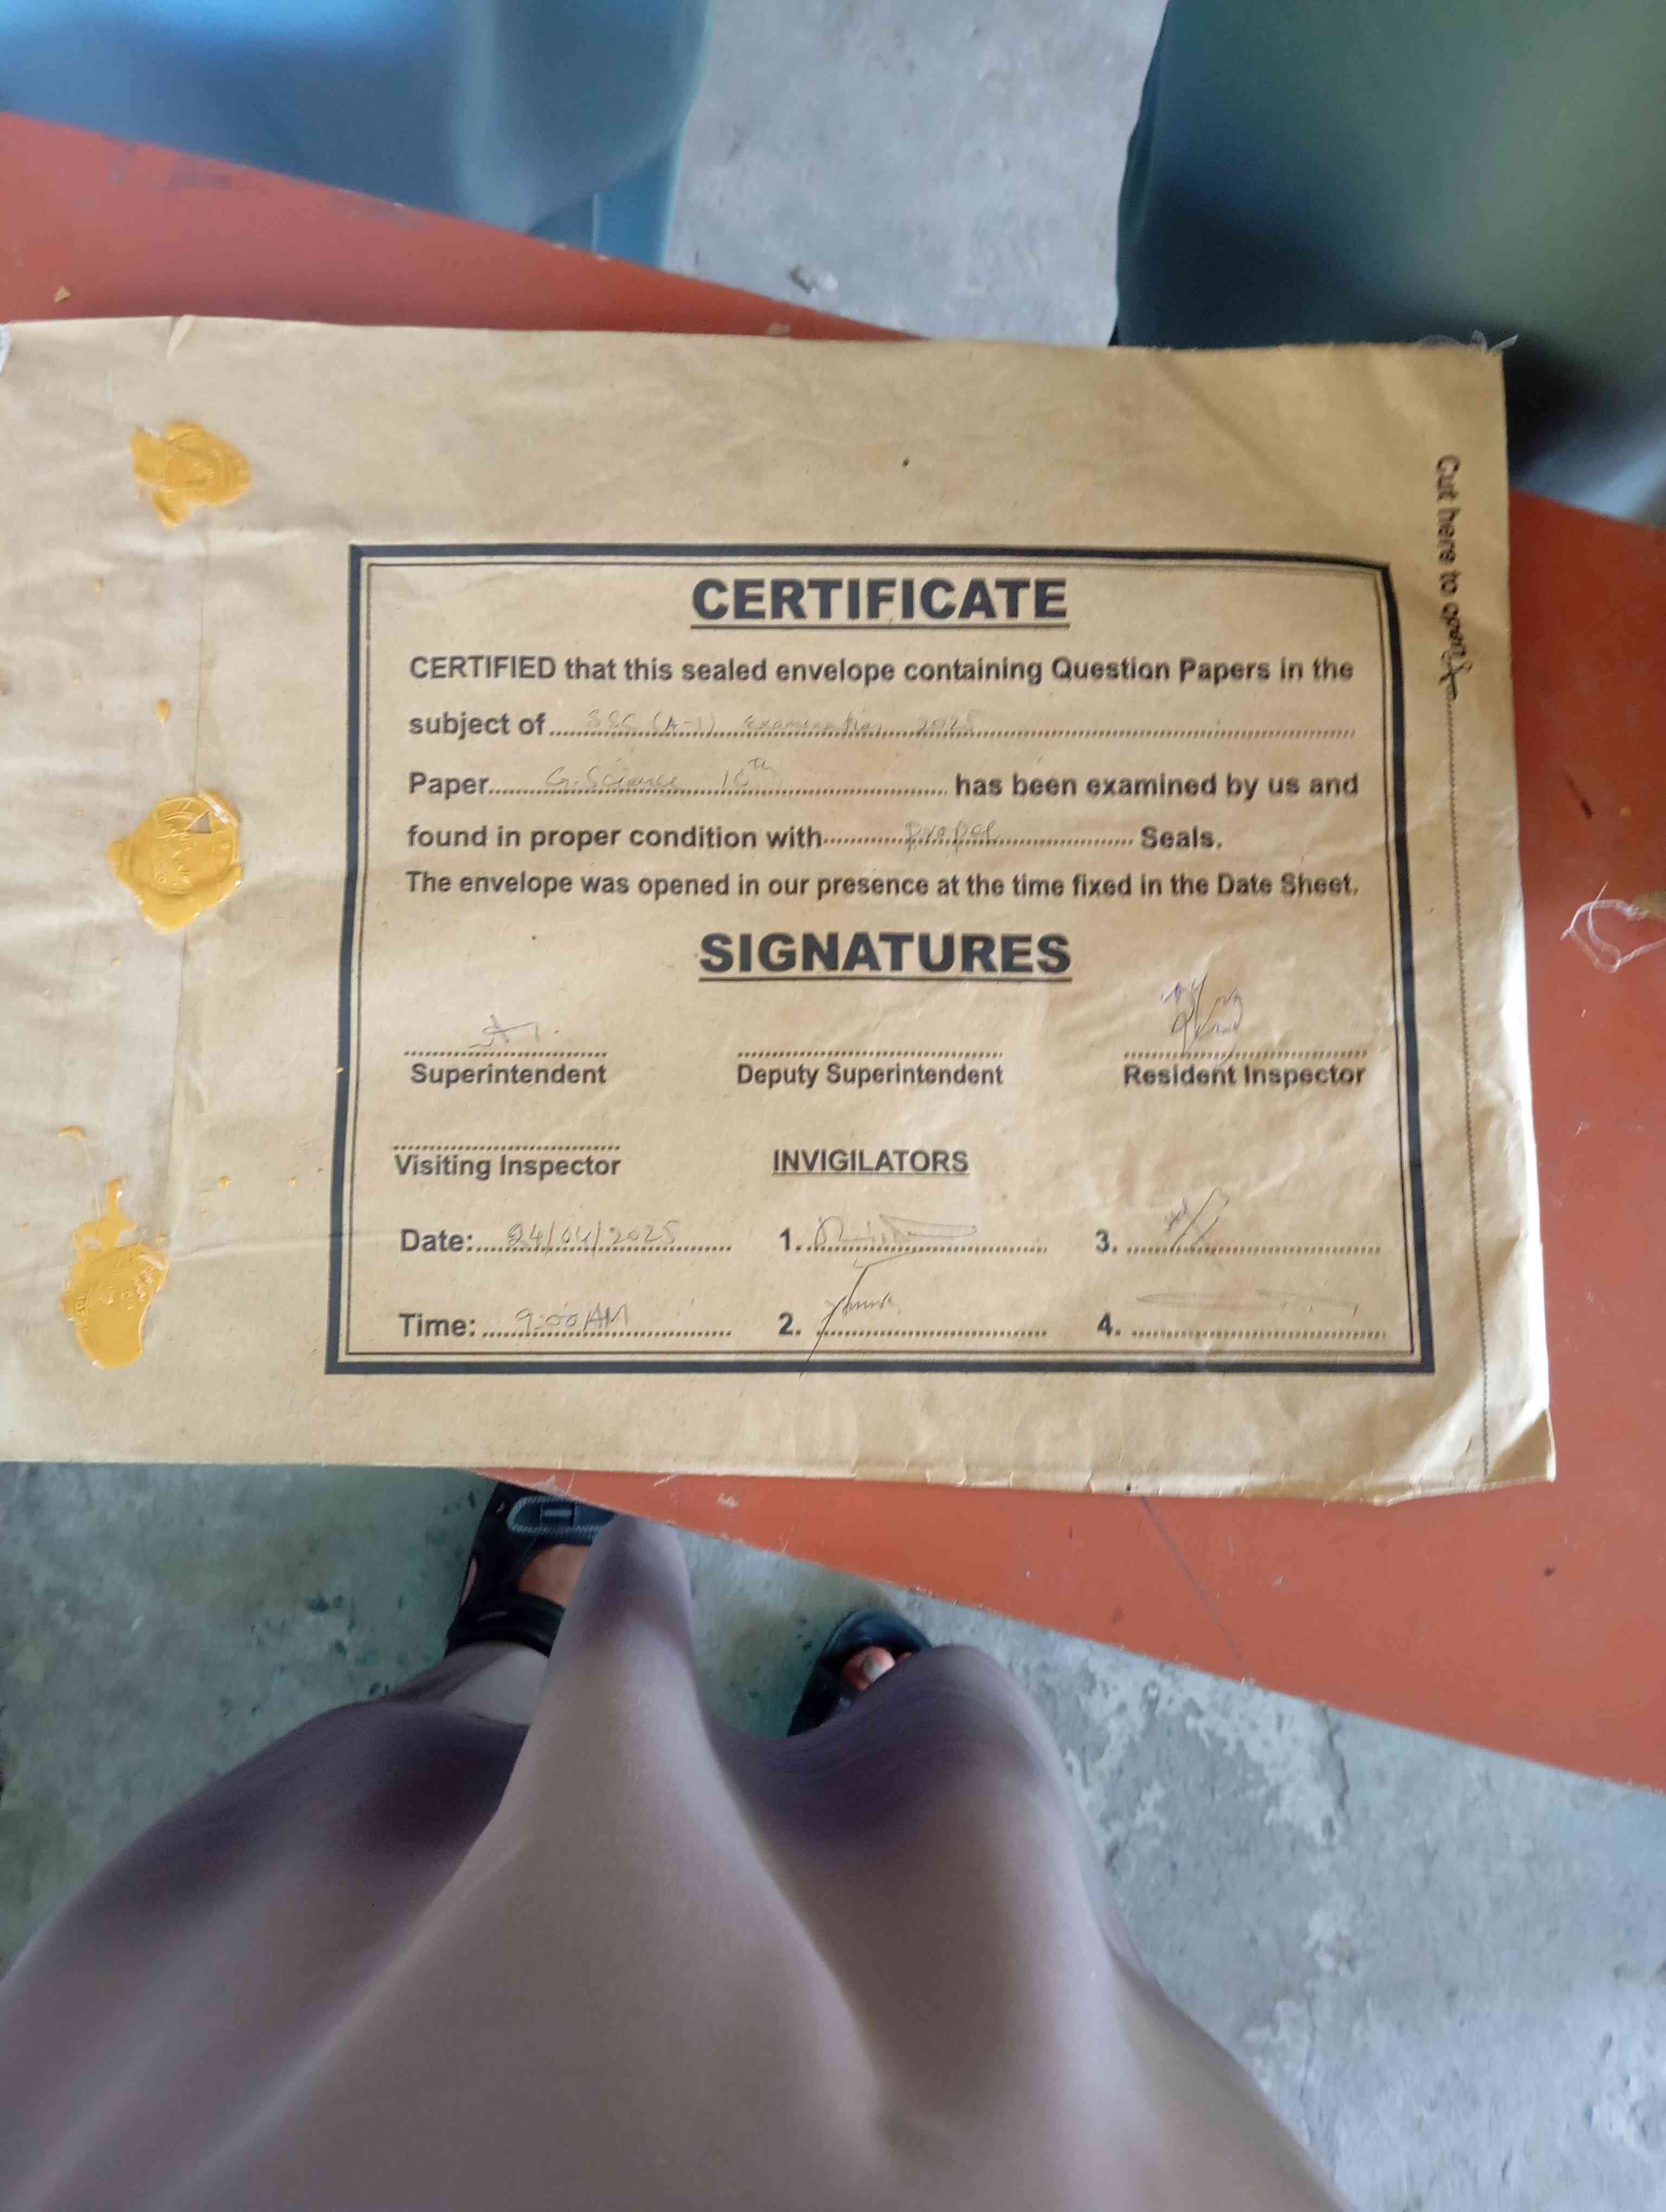 Cut here to open
CERTIFICATE
CERTIFIED that this sealed envelope containing Question Papers in the
subject of SSC (A-1) Examination 2025
Paper G. Science 10th has been examined by us and
found in proper condition with proper Seals.
The envelope was opened in our presence at the time fixed in the Date Sheet.
SIGNATURES
Superintendent Deputy Superintendent Resident Inspector
Visiting Inspector INVIGILATORS
Date: 24/04/2025 1. 3.
Time: 9:00 AM 2. 4.